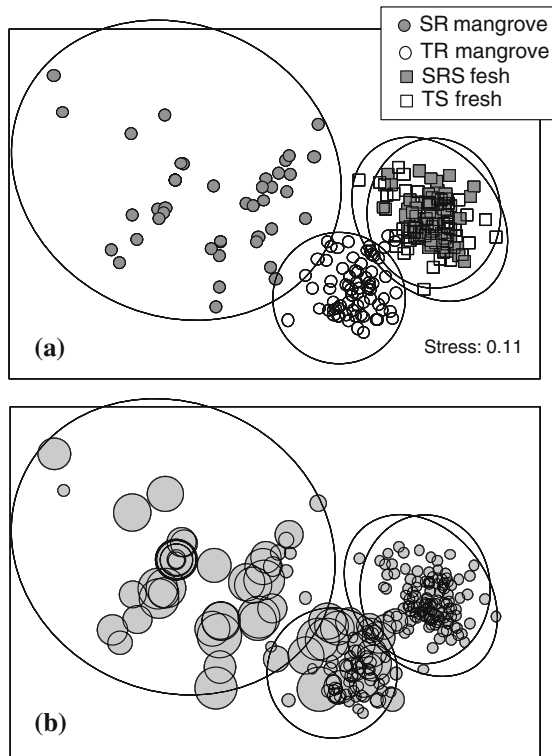 SR mangrove
TR mangrove
SRS fesh
TS fresh
(a)
Stress: 0.11
(b)